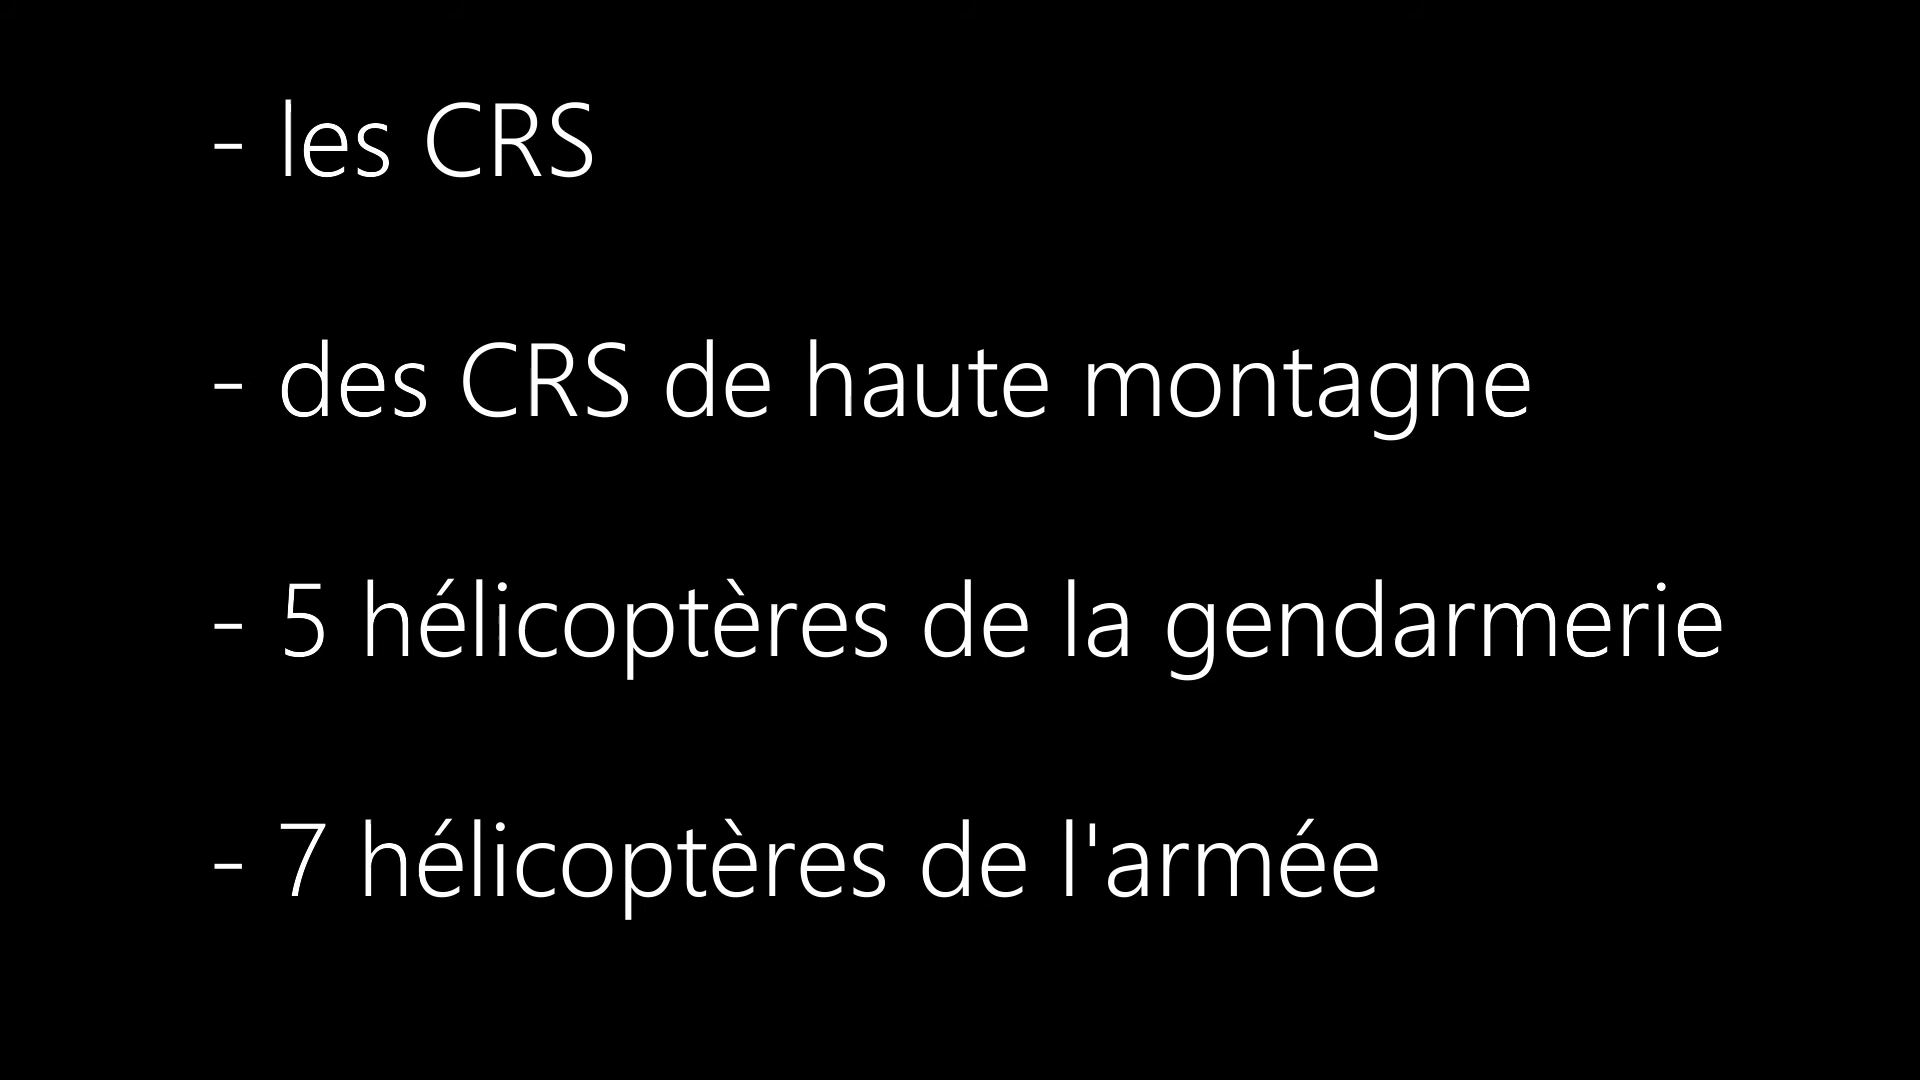 - les CRS
- des CRS de haute montagne
- 5 hélicoptères de la gendarmerie
- 7 hélicoptères de l'armée